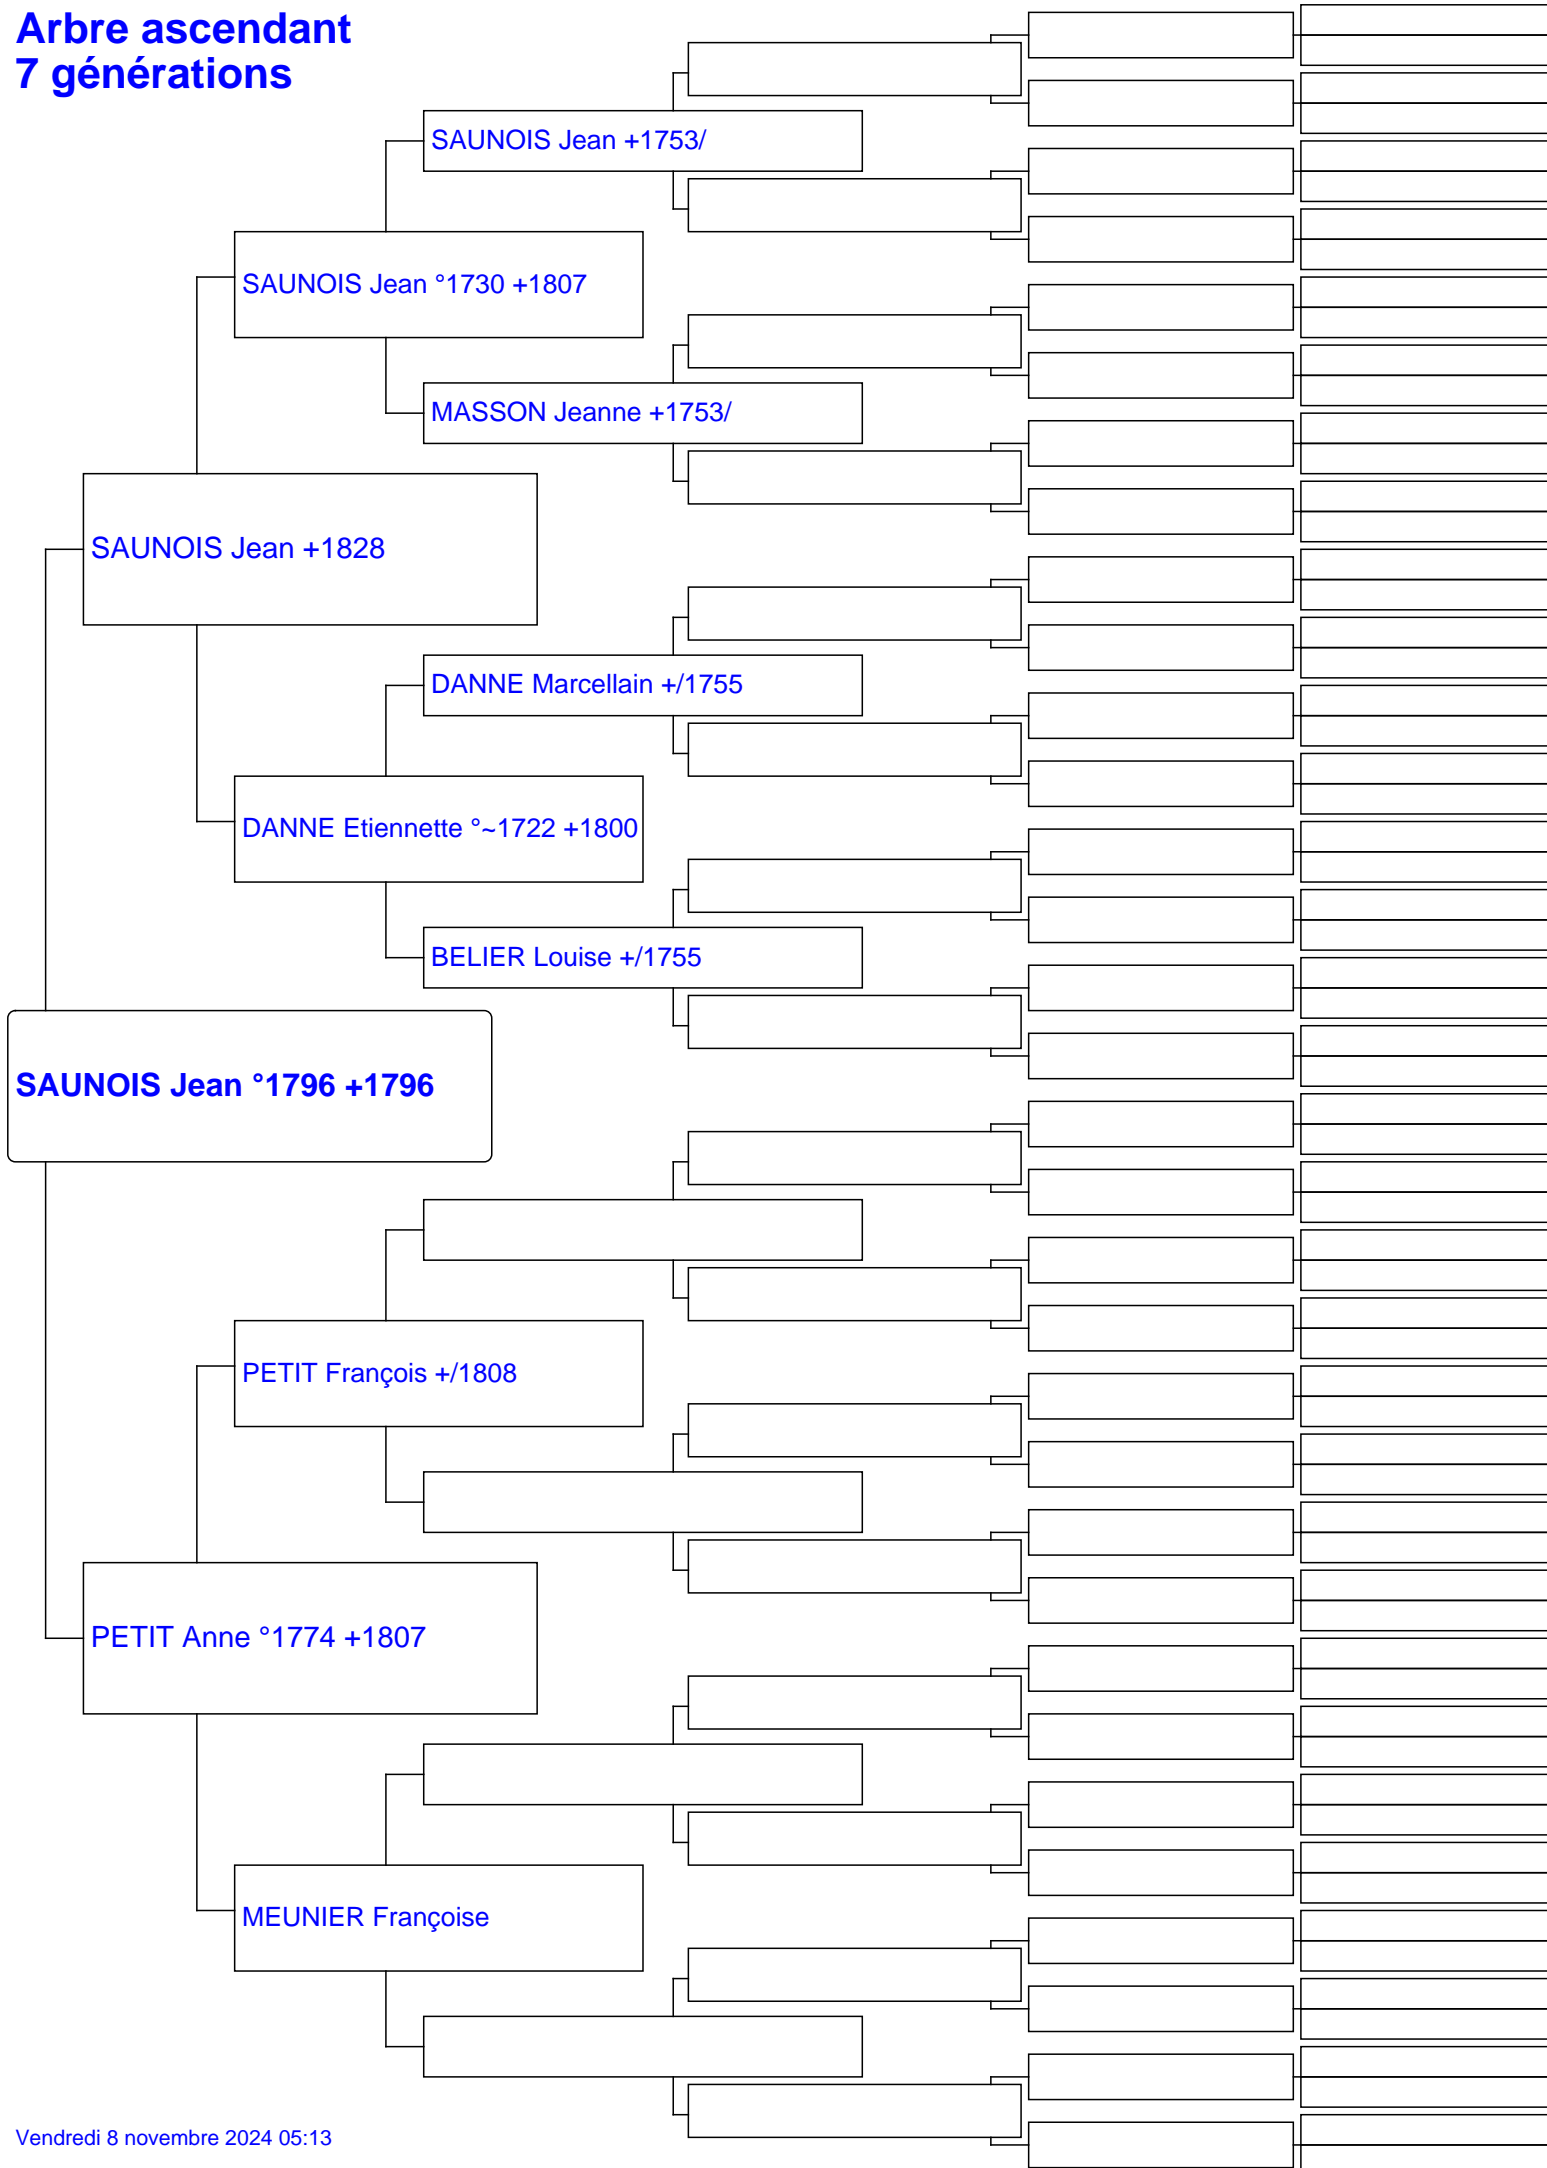 Arbre ascendant
7 générations
SAUNOIS Jean +1753/
SAUNOIS Jean °1730 +1807
MASSON Jeanne +1753/
SAUNOIS Jean +1828
DANNE Marcellain +/1755
DANNE Etiennette °~1722 +1800
BELIER Louise +/1755
SAUNOIS Jean °1796 +1796
PETIT François +/1808
PETIT Anne °1774 +1807
MEUNIER Françoise
Vendredi 8 novembre 2024 05:13